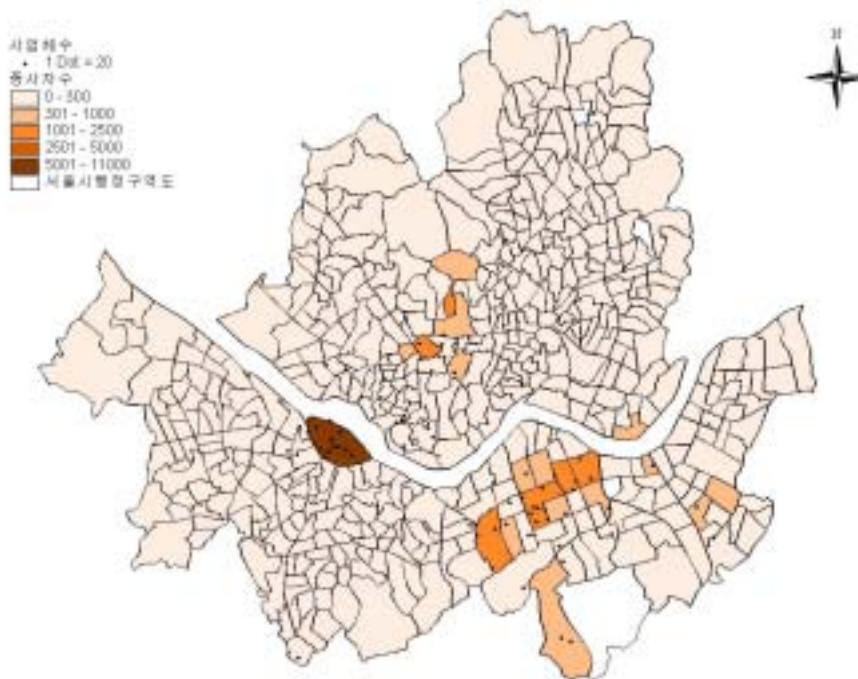 사업체수
1 Dot = 20
종사자수
0 - 300
301 - 1000
1001 - 2500
2501 - 5000
5001 - 11000
서울시행정구역도
N